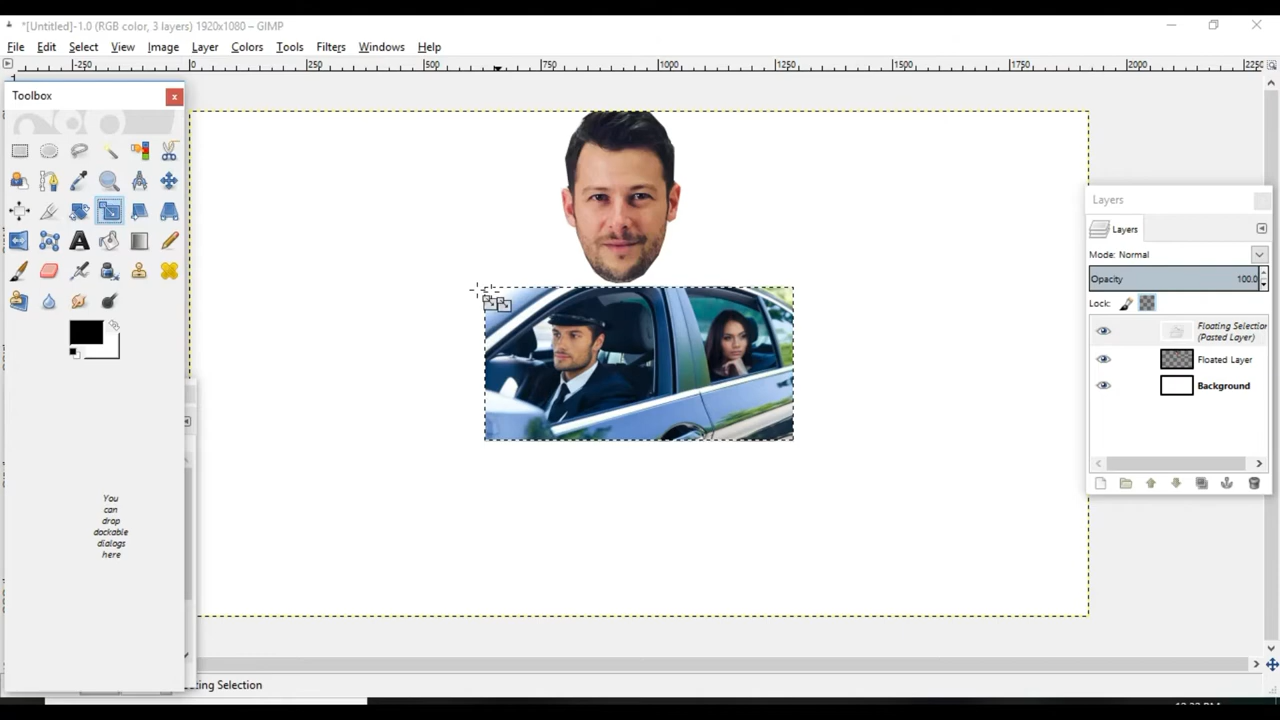 *[Untitled]-1.0 (RGB color, 3 layers) 1920x1080 – GIMP
File Edit Select View Image Layer Colors Tools Filters Windows Help
-250 0 250 500 750 1000 1250 1500 1750 2000 2250
Toolbox
x
Layers
Layers
Mode: Normal
Opacity 100.0
Lock:
Floating Selection
(Pasted Layer)
Floated Layer
Background
You
can
drop
dockable
dialogs
here
ting Selection